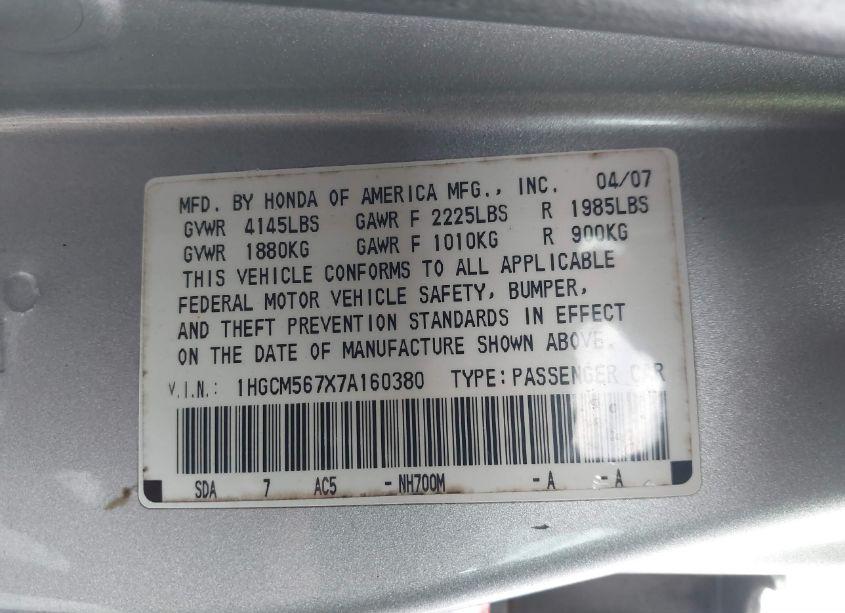 MFD. BY HONDA OF AMERICA MFG., INC. 04/07
GVWR 4145LBS GAWR F 2225LBS R 1985LBS
GVWR 1880KG GAWR F 1010KG R 900KG
THIS VEHICLE CONFORMS TO ALL APPLICABLE
FEDERAL MOTOR VEHICLE SAFETY, BUMPER,
AND THEFT PREVENTION STANDARDS IN EFFECT
ON THE DATE OF MANUFACTURE SHOWN ABOVE.
V.I.N.: 1HGCM567X7A160380 TYPE:PASSENGER CAR
SDA 7 AC5 - NH700M - A - A